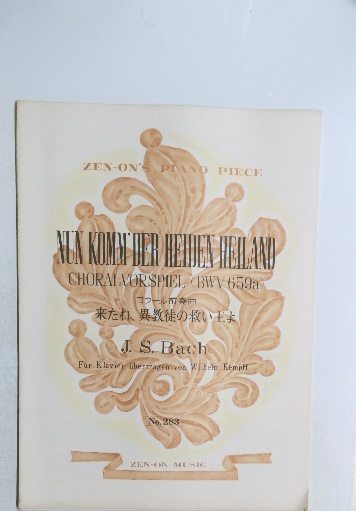 ZEN-ON'S PIANO PIECE
NUN KOMM' DER HEIDEN HEILAND
CHORALVORSPIEL (BWV 659a)
コラール前奏曲
来たれ、異教徒の救い主よ
J. S. Bach
Für Klavier übertragen von Wilhelm Kempff
No. 283
ZEN-ON MUSIC